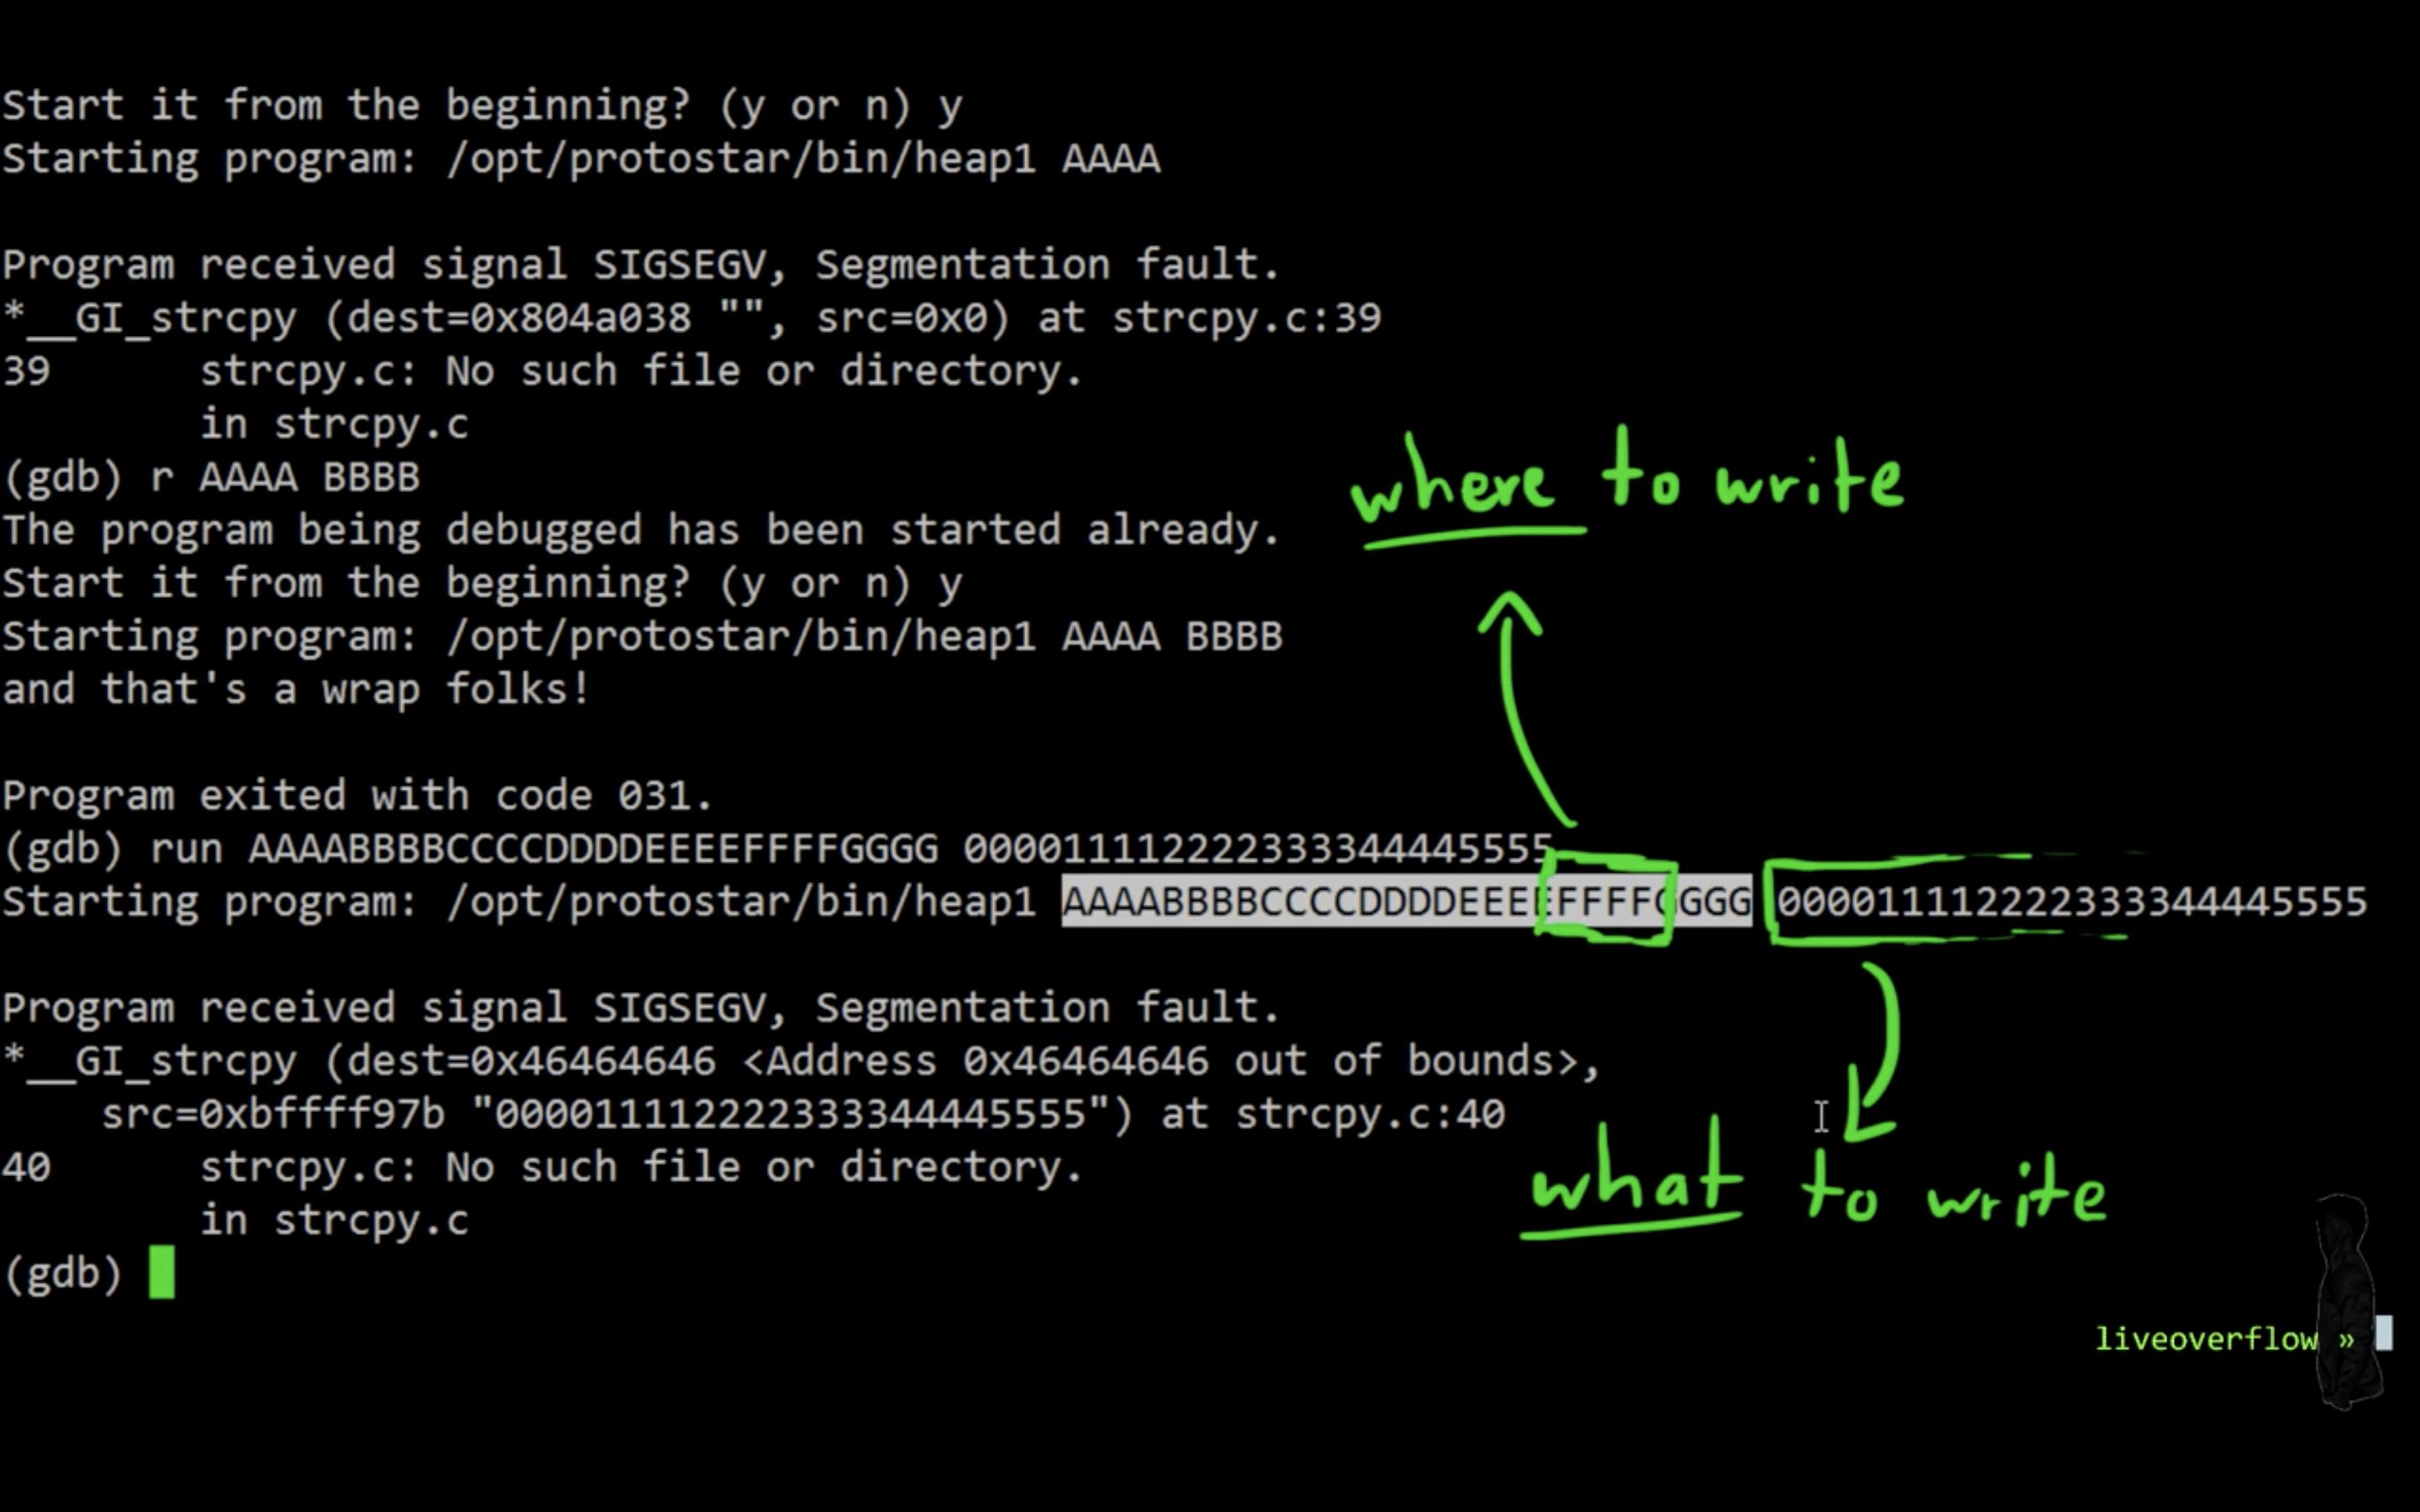 Start it from the beginning? (y or n) y
Starting program: /opt/protostar/bin/heap1 AAAA
Program received signal SIGSEGV, Segmentation fault.
*__GI_strcpy (dest=0x804a038 "", src=0x0) at strcpy.c:39
39      strcpy.c: No such file or directory.
        in strcpy.c
(gdb) r AAAA BBBB
where to write
The program being debugged has been started already.
Start it from the beginning? (y or n) y
Starting program: /opt/protostar/bin/heap1 AAAA BBBB
and that's a wrap folks!
Program exited with code 031.
(gdb) run AAAABBBBCCCCDDDDEEEEFFFFGGGG 000011112222333344445555
Starting program: /opt/protostar/bin/heap1 AAAABBBBCCCCDDDDEEEEFFFFGGGG 000011112222333344445555
Program received signal SIGSEGV, Segmentation fault.
*__GI_strcpy (dest=0x46464646 <Address 0x46464646 out of bounds>,
    src=0xbffff97b "000011112222333344445555") at strcpy.c:40
40      strcpy.c: No such file or directory.
what to write
        in strcpy.c
(gdb)
liveoverflow »